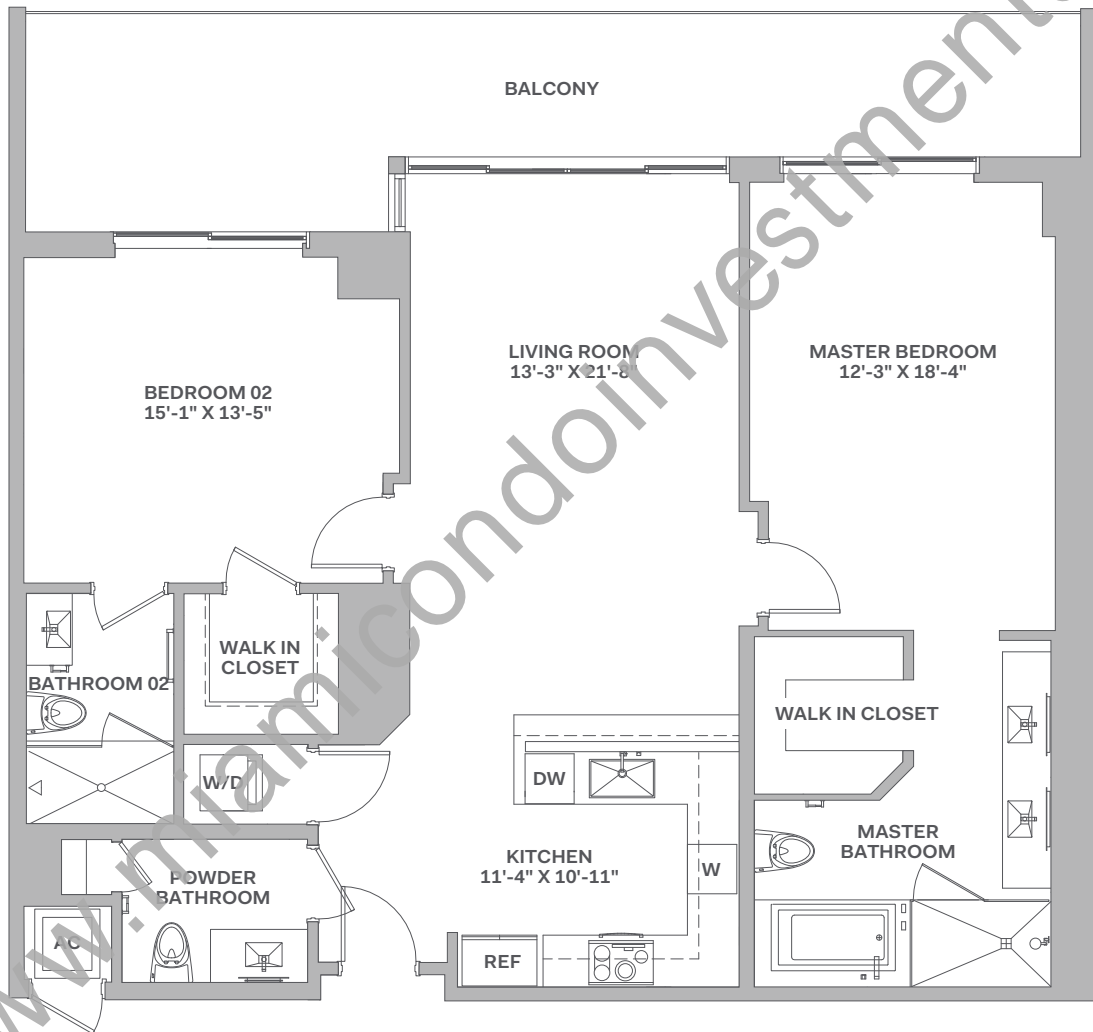 BALCONY
LIVING ROOM
13'-3" X 21'-8"
MASTER BEDROOM
12'-3" X 18'-4"
BEDROOM 02
15'-1" X 13'-5"
WALK IN
CLOSET
BATHROOM 02
WALK IN CLOSET
W/D
DW
MASTER
BATHROOM
KITCHEN
11'-4" X 10'-11"
W
POWDER
BATHROOM
AC
REF
www.miamicondoinvestments